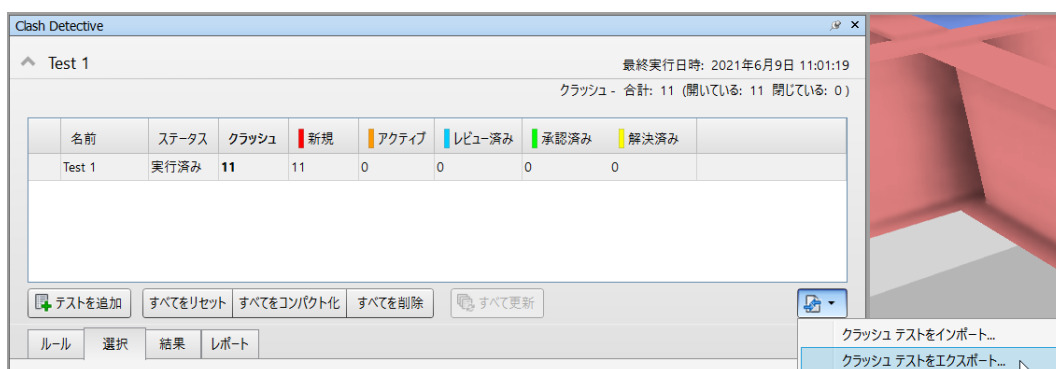 Clash Detective
Test 1
最終実行日時: 2021年6月9日 11:01:19
クラッシュ - 合計: 11 (開いている: 11 閉じている: 0)
名前 ステータス クラッシュ 新規 アクティブ レビュー済み 承認済み 解決済み
Test 1 実行済み 11 11 0 0 0 0
テストを追加 すべてをリセット すべてをコンパクト化 すべてを削除 すべて更新
ルール 選択 結果 レポート
クラッシュ テストをインポート...
クラッシュ テストをエクスポート...